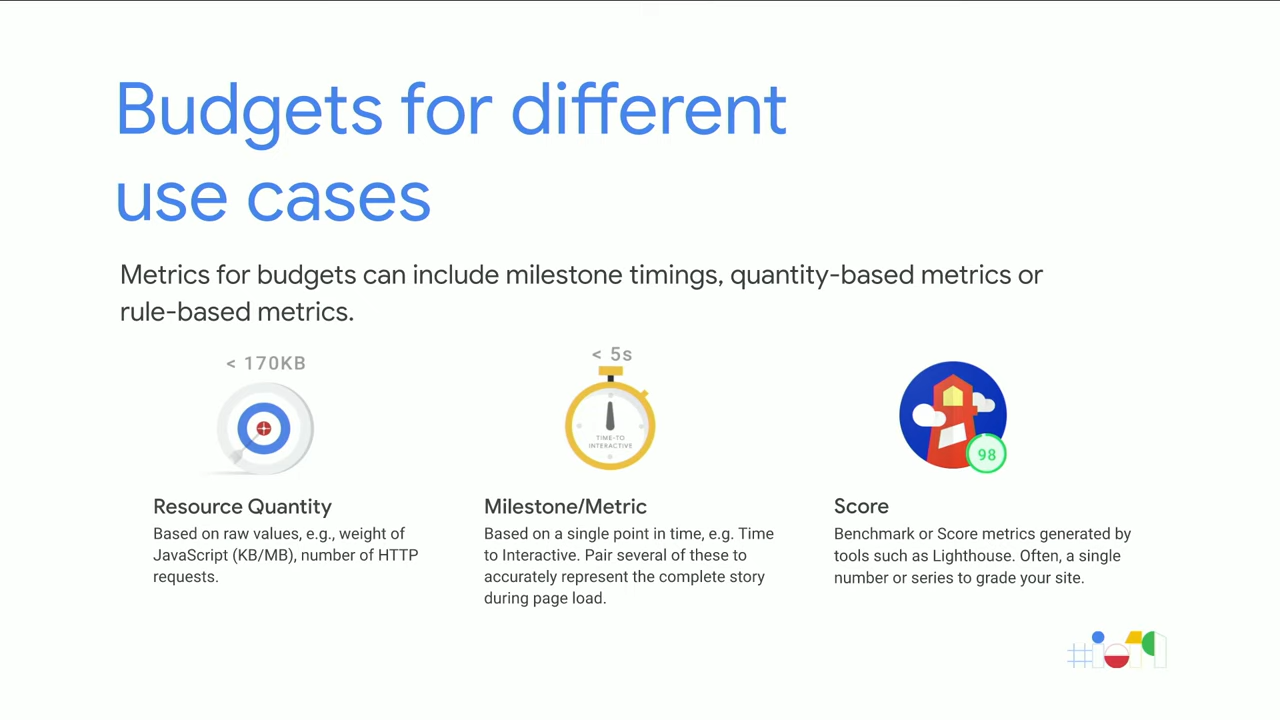 Budgets for different
use cases
Metrics for budgets can include milestone timings, quantity-based metrics or
rule-based metrics.
< 170KB
Resource Quantity
Based on raw values, e.g., weight of
JavaScript (KB/MB), number of HTTP
requests.
< 5s
TIME-TO
INTERACTIVE
Milestone/Metric
Based on a single point in time, e.g. Time
to Interactive. Pair several of these to
accurately represent the complete story
during page load.
98
Score
Benchmark or Score metrics generated by
tools such as Lighthouse. Often, a single
number or series to grade your site.
#io19